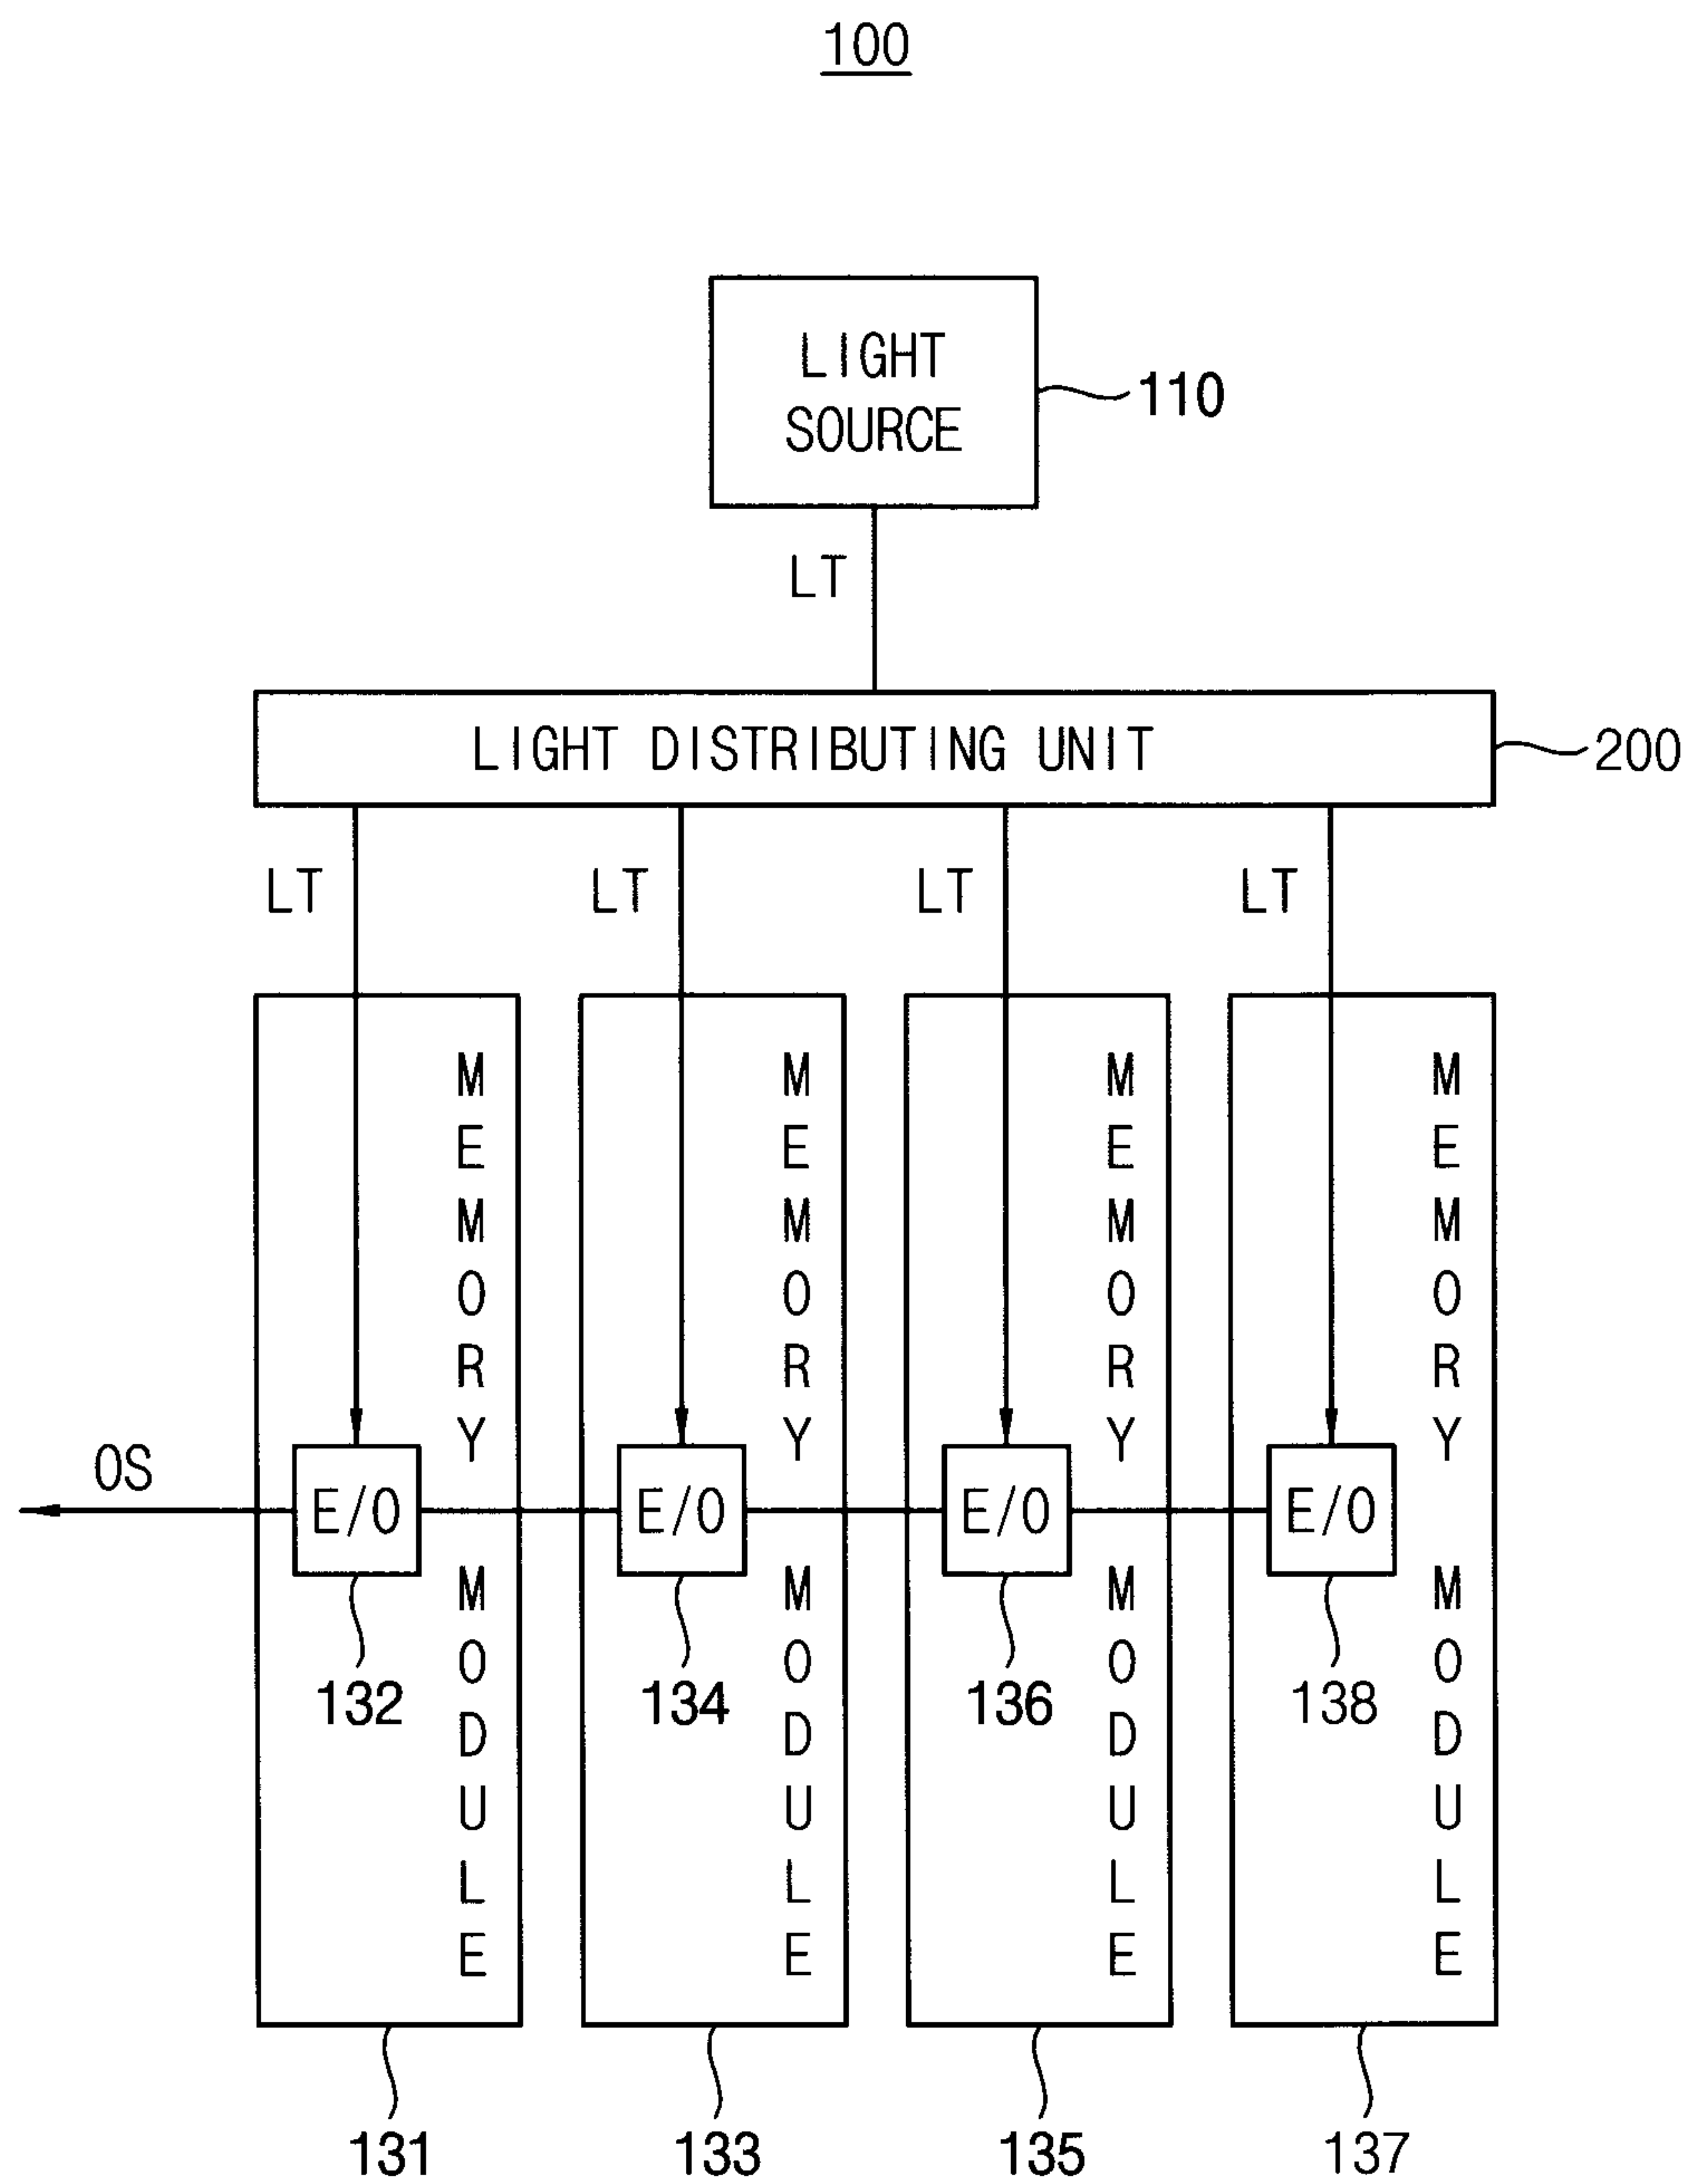 100
LIGHT
SOURCE
110
LT
LIGHT DISTRIBUTING UNIT
200
LT LT LT LT
MEMORY MODULE
MEMORY MODULE
MEMORY MODULE
MEMORY MODULE
OS
E/O E/O E/O E/O
132 134 136 138
131 133 135 137